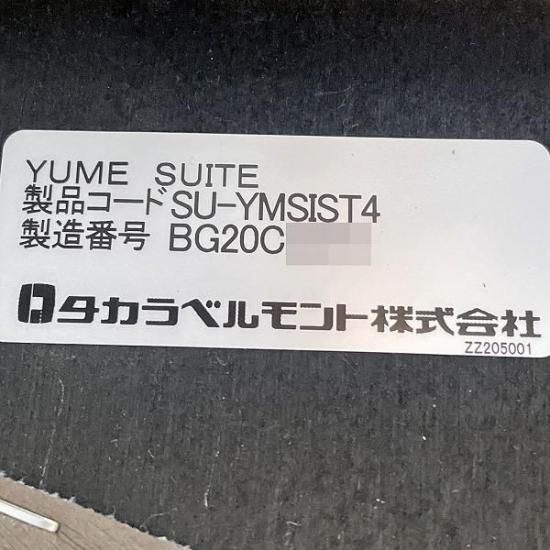 YUME SUITE
製品コード SU-YMSIST4
製造番号 BG20C
タカラベルモント株式会社
ZZ205001